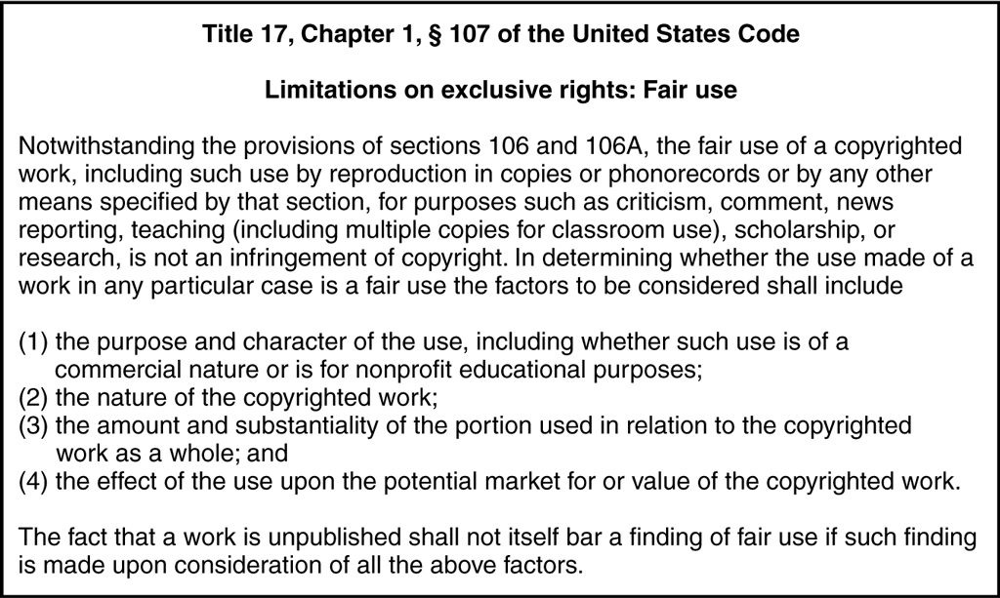 Title 17, Chapter 1, § 107 of the United States Code
Limitations on exclusive rights: Fair use
Notwithstanding the provisions of sections 106 and 106A, the fair use of a copyrighted
work, including such use by reproduction in copies or phonorecords or by any other
means specified by that section, for purposes such as criticism, comment, news
reporting, teaching (including multiple copies for classroom use), scholarship, or
research, is not an infringement of copyright. In determining whether the use made of a
work in any particular case is a fair use the factors to be considered shall include
(1) the purpose and character of the use, including whether such use is of a
commercial nature or is for nonprofit educational purposes;
(2) the nature of the copyrighted work;
(3) the amount and substantiality of the portion used in relation to the copyrighted
work as a whole; and
(4) the effect of the use upon the potential market for or value of the copyrighted work.
The fact that a work is unpublished shall not itself bar a finding of fair use if such finding
is made upon consideration of all the above factors.